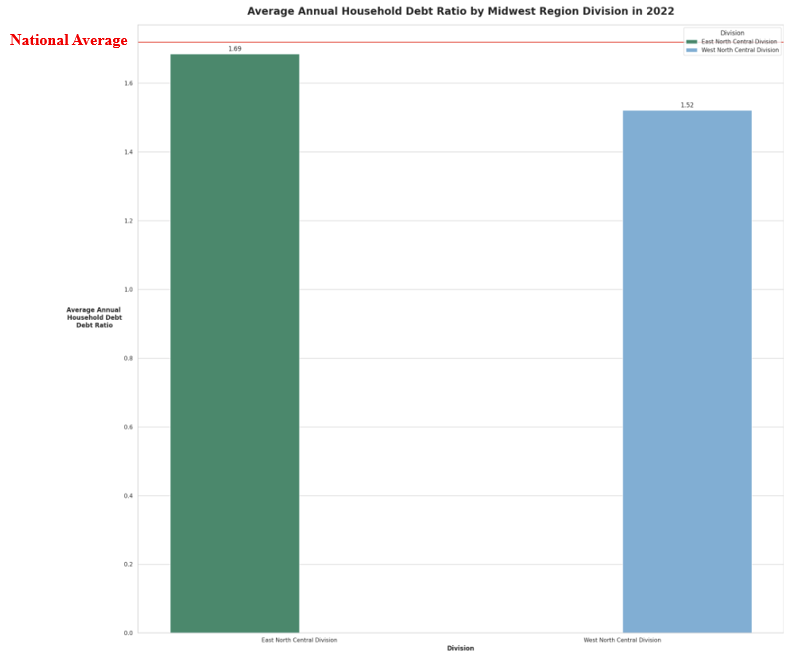 Average Annual Household Debt Ratio by Midwest Region Division in 2022
National Average
Division
East North Central Division
West North Central Division
1.69
1.52
1.6
1.4
1.2
1.0
0.8
0.6
0.4
0.2
0.0
Average Annual
Household Debt
Debt Ratio
East North Central Division
West North Central Division
Division